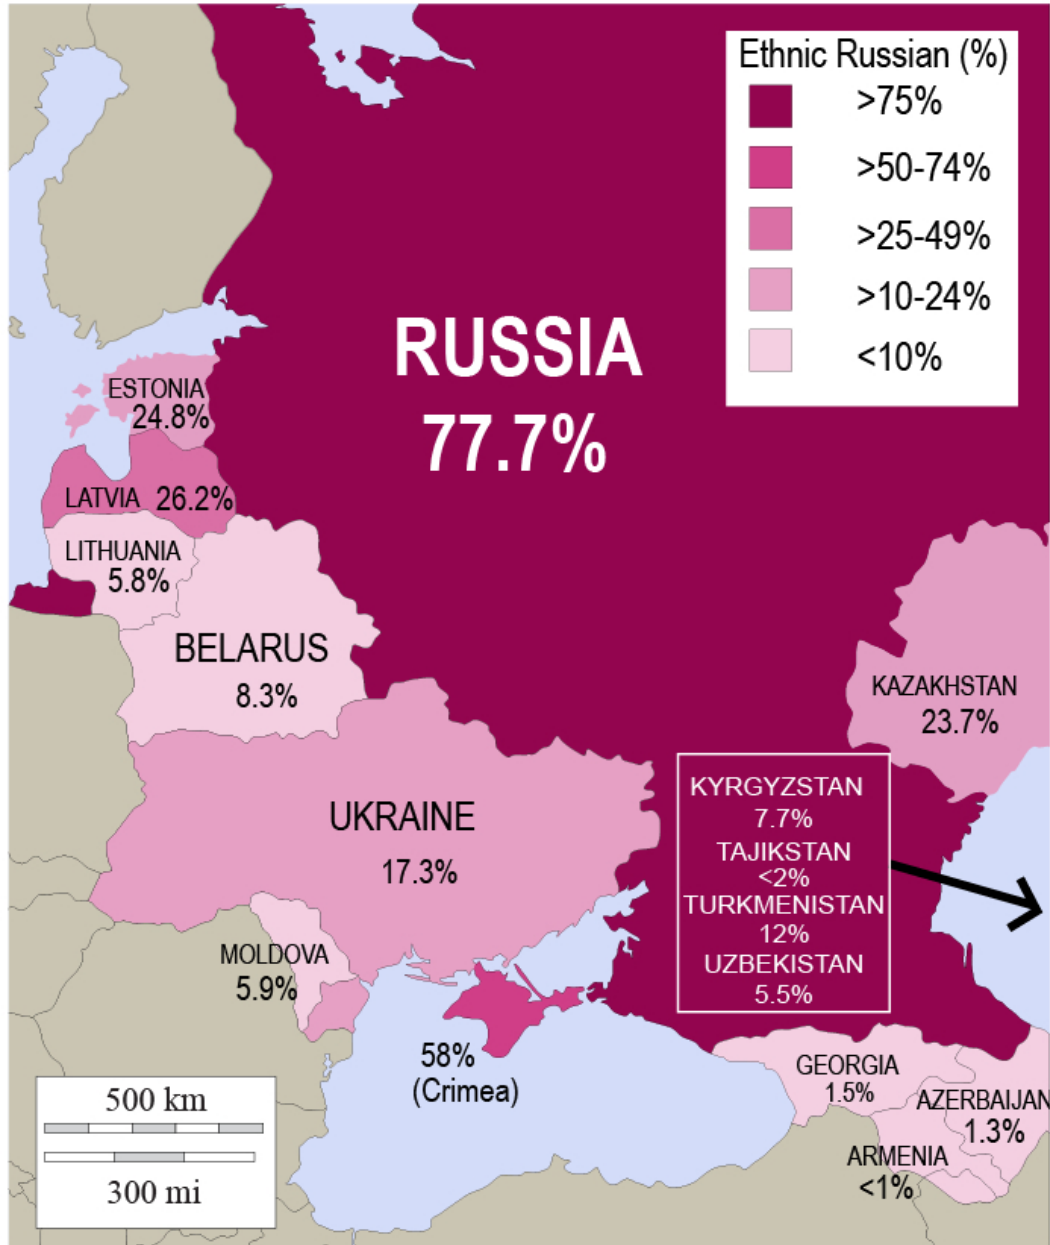 Ethnic Russian (%)
>75%
>50-74%
>25-49%
>10-24%
<10%
RUSSIA
77.7%
ESTONIA
24.8%
LATVIA 26.2%
LITHUANIA
5.8%
BELARUS
8.3%
KAZAKHSTAN
23.7%
UKRAINE
17.3%
KYRGYZSTAN
7.7%
TAJIKSTAN
<2%
TURKMENISTAN
12%
UZBEKISTAN
5.5%
MOLDOVA
5.9%
58%
(Crimea)
GEORGIA
1.5%
AZERBAIJAN
1.3%
ARMENIA
<1%
500 km
300 mi